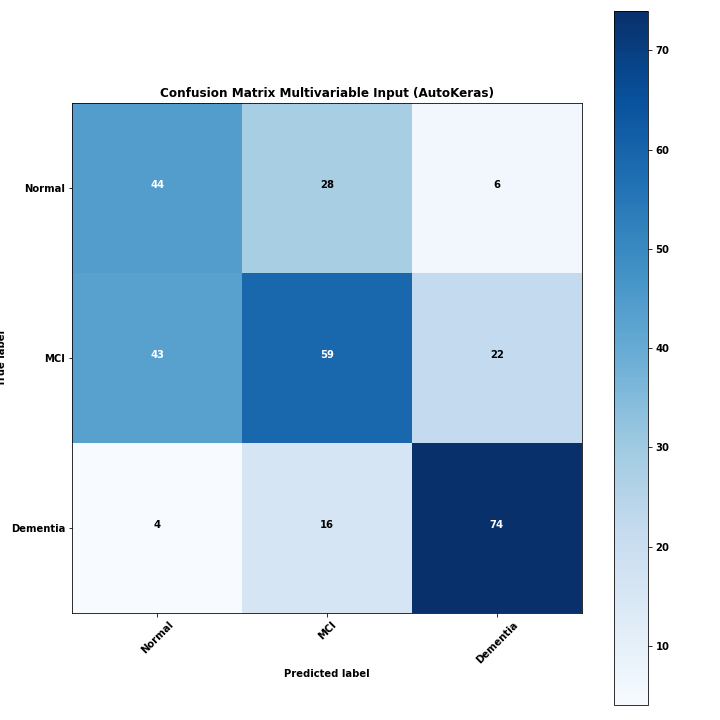 Confusion Matrix Multivariable Input (AutoKeras)
Normal
44
28
6
MCI
43
59
22
Dementia
4
16
74
Normal
MCI
Dementia
Predicted label
70
60
50
40
30
20
10